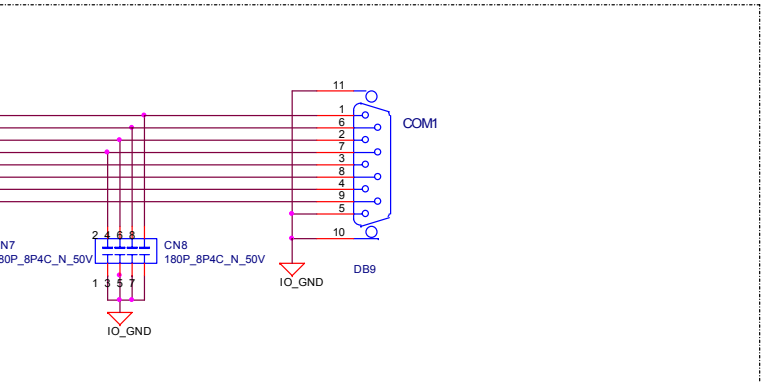 11
1
6
2
7
3
8
4
9
5
10
COM1
DB9
IO_GND
2 4 6 8
N7
80P_8P4C_N_50V
CN8
180P_8P4C_N_50V
1 3 5 7
IO_GND